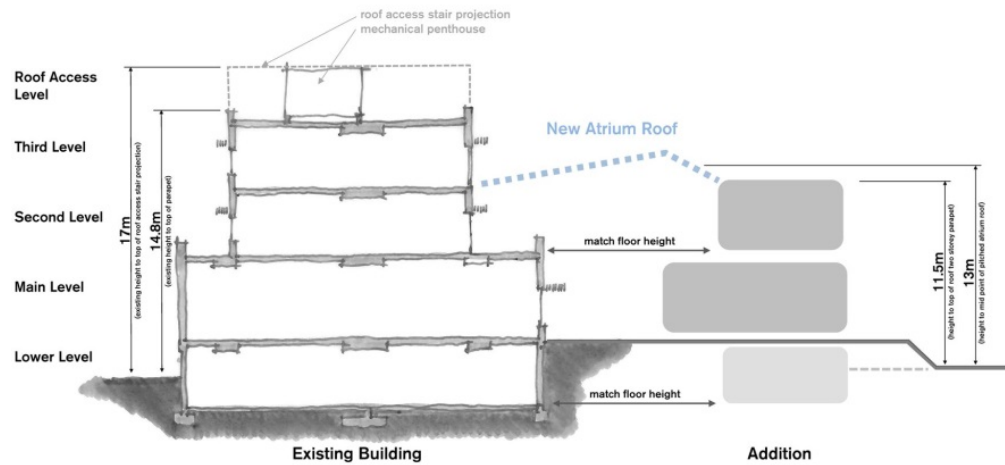 roof access stair projection
mechanical penthouse
Roof Access
Level
Third Level
Second Level
Main Level
Lower Level
17m
(existing height to top of roof access stair projection)
14.8m
(existing height to top of parapet)
New Atrium Roof
match floor height
match floor height
11.5m
(height to top of roof two storey parapet)
13m
(height to mid point of pitched atrium roof)
Existing Building
Addition